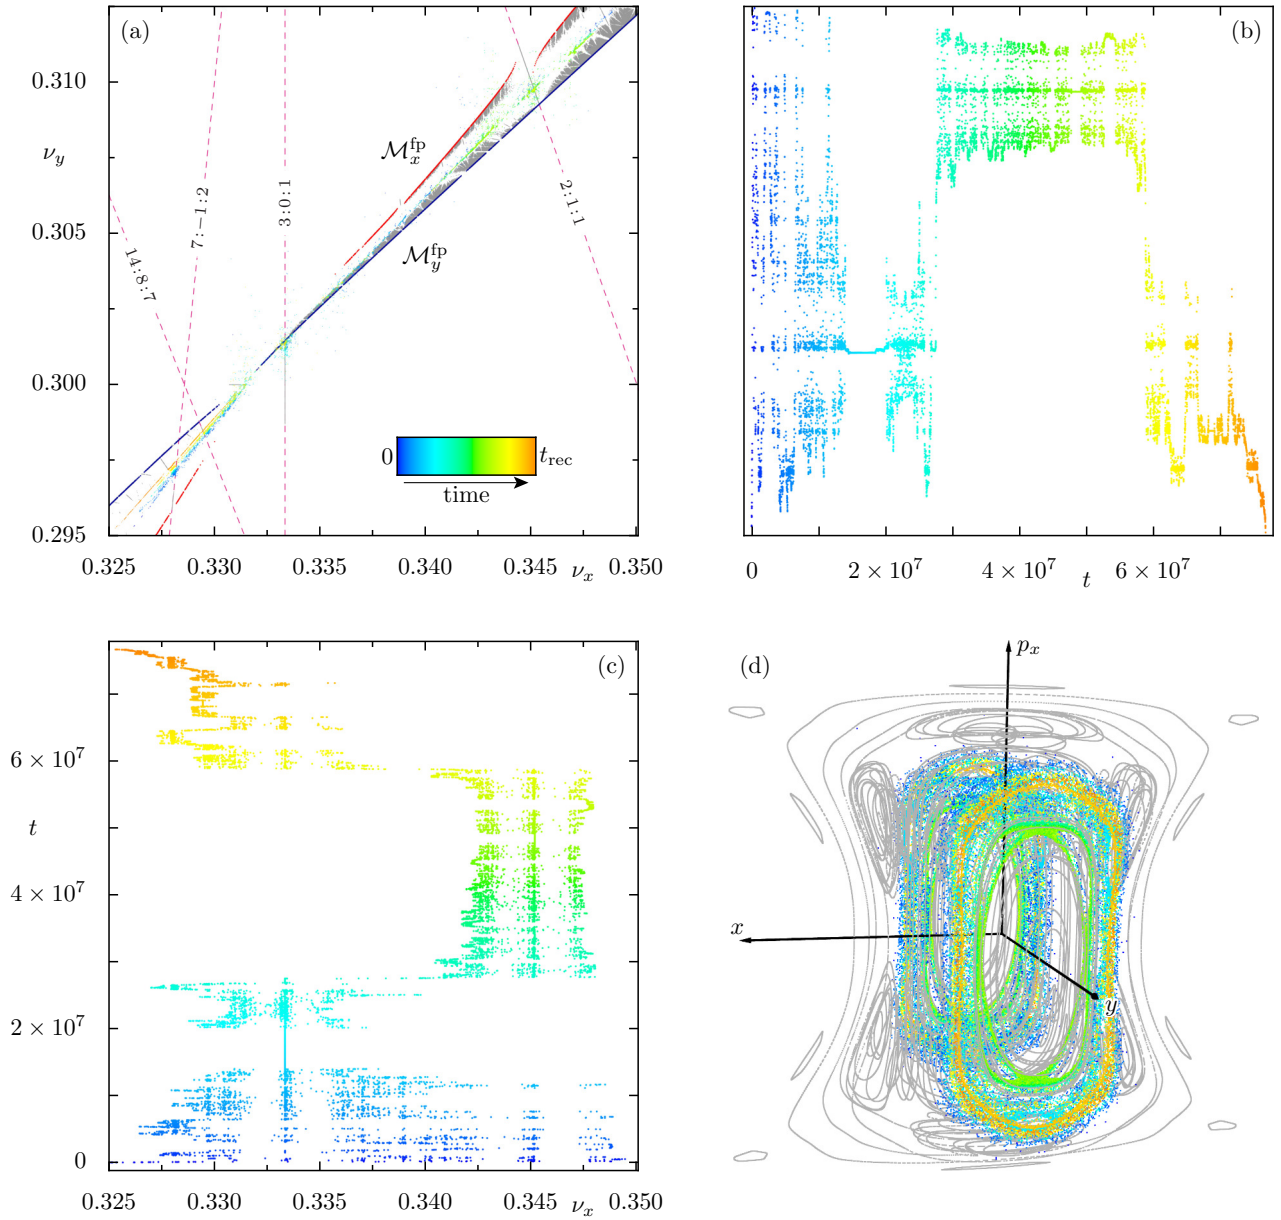 (a)
0.310
ν_y
0.305
0.300
0.295
0.325
0.330
0.335
0.340
0.345
ν_x
0.350
M_x^fp
M_y^fp
14:8:7
7:−1:2
3:0:1
2:1:1
0
t_rec
time
(b)
0
2 × 10^7
4 × 10^7
t
6 × 10^7
(c)
6 × 10^7
t
4 × 10^7
2 × 10^7
0
0.325
0.330
0.335
0.340
0.345
ν_x
0.350
(d)
p_x
x
y